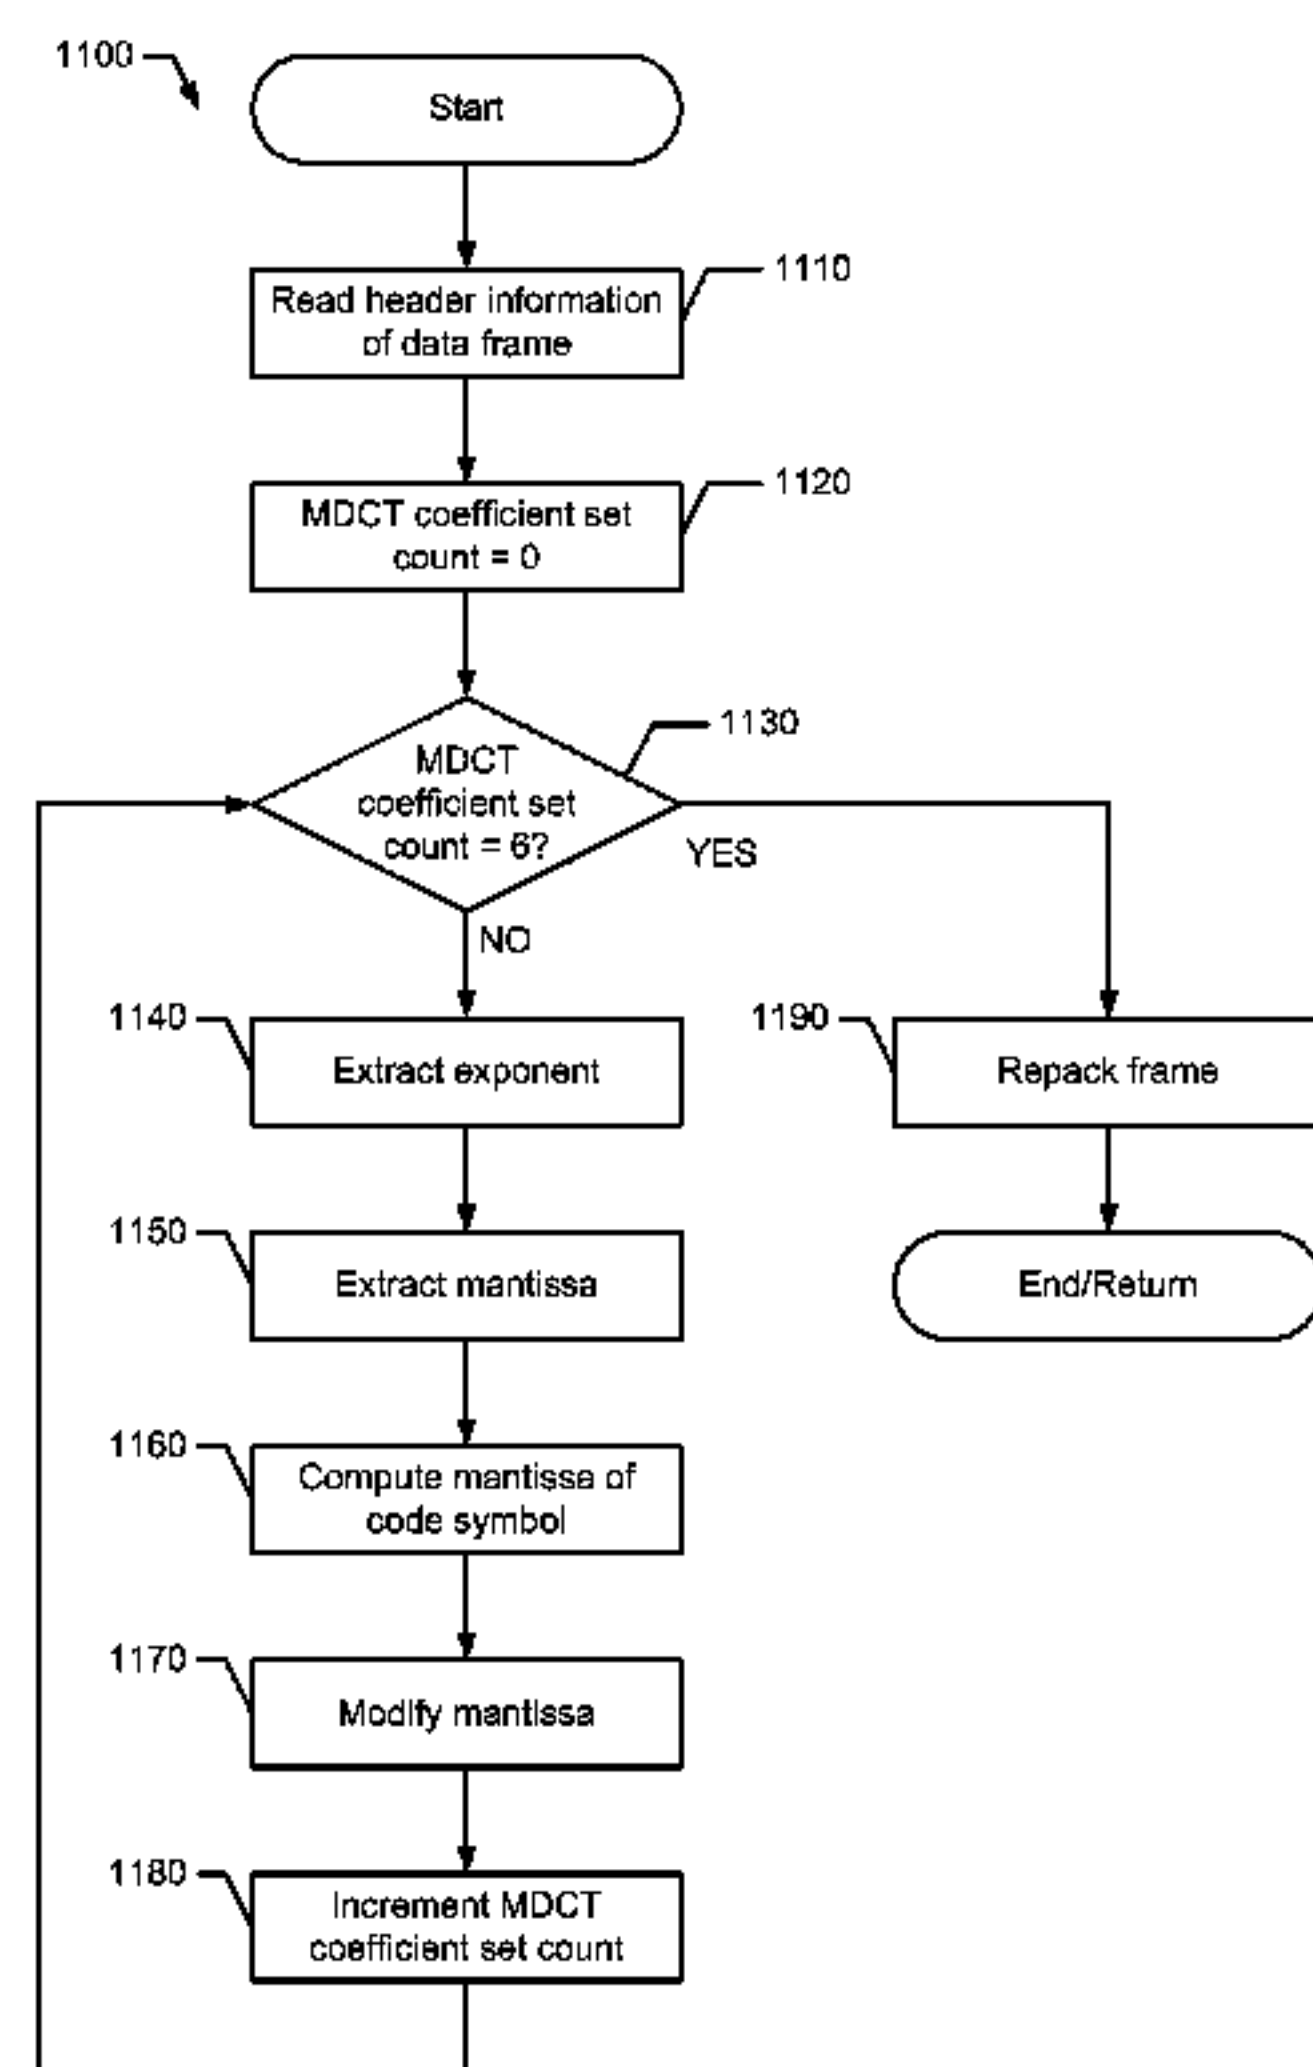 1100
Start
1110
Read header information
of data frame
1120
MDCT coefficient set
count = 0
1130
MDCT
coefficient set
count = 6?
YES
NO
1140
Extract exponent
1190
Repack frame
1150
Extract mantissa
End/Return
1160
Compute mantissa of
code symbol
1170
Modify mantissa
1180
Increment MDCT
coefficient set count